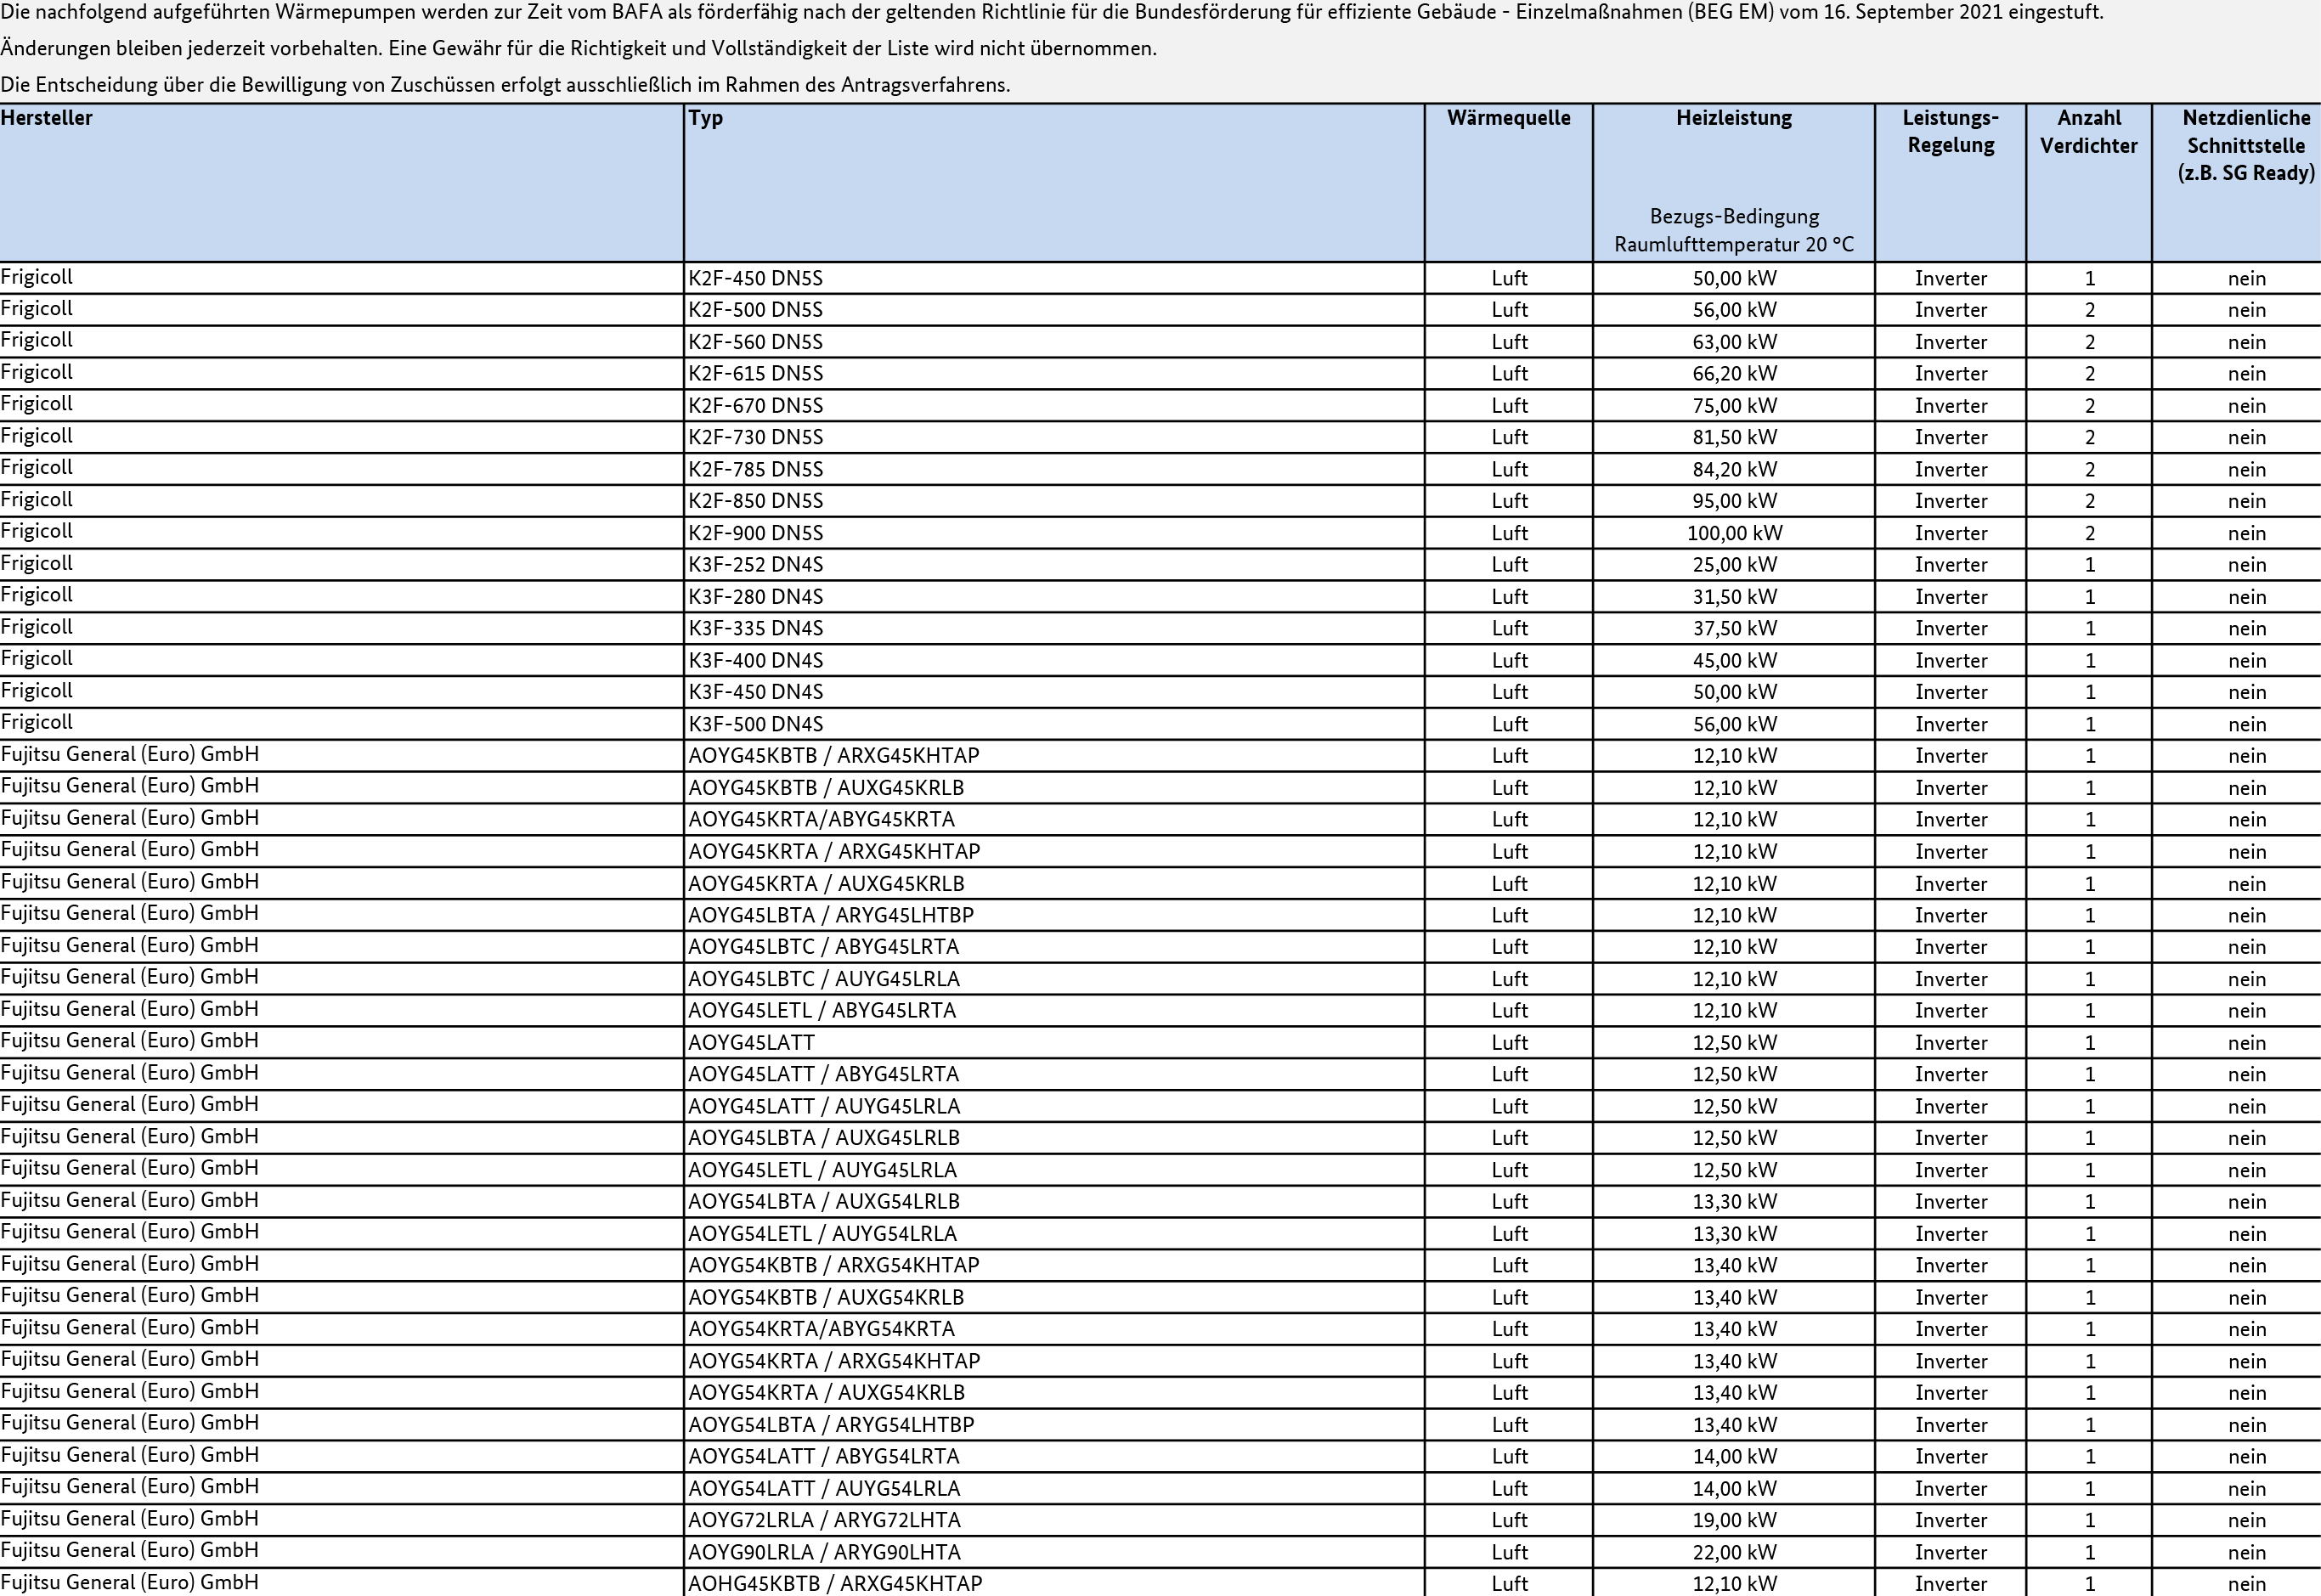 Die nachfolgend aufgeführten Wärmepumpen werden zur Zeit vom BAFA als förderfähig nach der geltenden Richtlinie für die Bundesförderung für effiziente Gebäude - Einzelmaßnahmen (BEG EM) vom 16. September 2021 eingestuft.
Änderungen bleiben jederzeit vorbehalten. Eine Gewähr für die Richtigkeit und Vollständigkeit der Liste wird nicht übernommen.
Die Entscheidung über die Bewilligung von Zuschüssen erfolgt ausschließlich im Rahmen des Antragsverfahrens.
Hersteller Typ Wärmequelle Heizleistung Leistungs- Anzahl Netzdienliche
Regelung Verdichter Schnittstelle
(z.B. SG Ready)
Bezugs-Bedingung
Raumlufttemperatur 20 °C
Frigicoll K2F-450 DN5S Luft 50,00 kW Inverter 1 nein
Frigicoll K2F-500 DN5S Luft 56,00 kW Inverter 2 nein
Frigicoll K2F-560 DN5S Luft 63,00 kW Inverter 2 nein
Frigicoll K2F-615 DN5S Luft 66,20 kW Inverter 2 nein
Frigicoll K2F-670 DN5S Luft 75,00 kW Inverter 2 nein
Frigicoll K2F-730 DN5S Luft 81,50 kW Inverter 2 nein
Frigicoll K2F-785 DN5S Luft 84,20 kW Inverter 2 nein
Frigicoll K2F-850 DN5S Luft 95,00 kW Inverter 2 nein
Frigicoll K2F-900 DN5S Luft 100,00 kW Inverter 2 nein
Frigicoll K3F-252 DN4S Luft 25,00 kW Inverter 1 nein
Frigicoll K3F-280 DN4S Luft 31,50 kW Inverter 1 nein
Frigicoll K3F-335 DN4S Luft 37,50 kW Inverter 1 nein
Frigicoll K3F-400 DN4S Luft 45,00 kW Inverter 1 nein
Frigicoll K3F-450 DN4S Luft 50,00 kW Inverter 1 nein
Frigicoll K3F-500 DN4S Luft 56,00 kW Inverter 1 nein
Fujitsu General (Euro) GmbH AOYG45KBTB / ARXG45KHTAP Luft 12,10 kW Inverter 1 nein
Fujitsu General (Euro) GmbH AOYG45KBTB / AUXG45KRLB Luft 12,10 kW Inverter 1 nein
Fujitsu General (Euro) GmbH AOYG45KRTA/ABYG45KRTA Luft 12,10 kW Inverter 1 nein
Fujitsu General (Euro) GmbH AOYG45KRTA / ARXG45KHTAP Luft 12,10 kW Inverter 1 nein
Fujitsu General (Euro) GmbH AOYG45KRTA / AUXG45KRLB Luft 12,10 kW Inverter 1 nein
Fujitsu General (Euro) GmbH AOYG45LBTA / ARYG45LHTBP Luft 12,10 kW Inverter 1 nein
Fujitsu General (Euro) GmbH AOYG45LBTC / ABYG45LRTA Luft 12,10 kW Inverter 1 nein
Fujitsu General (Euro) GmbH AOYG45LBTC / AUYG45LRLA Luft 12,10 kW Inverter 1 nein
Fujitsu General (Euro) GmbH AOYG45LETL / ABYG45LRTA Luft 12,10 kW Inverter 1 nein
Fujitsu General (Euro) GmbH AOYG45LATT Luft 12,50 kW Inverter 1 nein
Fujitsu General (Euro) GmbH AOYG45LATT / ABYG45LRTA Luft 12,50 kW Inverter 1 nein
Fujitsu General (Euro) GmbH AOYG45LATT / AUYG45LRLA Luft 12,50 kW Inverter 1 nein
Fujitsu General (Euro) GmbH AOYG45LBTA / AUXG45LRLB Luft 12,50 kW Inverter 1 nein
Fujitsu General (Euro) GmbH AOYG45LETL / AUYG45LRLA Luft 12,50 kW Inverter 1 nein
Fujitsu General (Euro) GmbH AOYG54LBTA / AUXG54LRLB Luft 13,30 kW Inverter 1 nein
Fujitsu General (Euro) GmbH AOYG54LETL / AUYG54LRLA Luft 13,30 kW Inverter 1 nein
Fujitsu General (Euro) GmbH AOYG54KBTB / ARXG54KHTAP Luft 13,40 kW Inverter 1 nein
Fujitsu General (Euro) GmbH AOYG54KBTB / AUXG54KRLB Luft 13,40 kW Inverter 1 nein
Fujitsu General (Euro) GmbH AOYG54KRTA/ABYG54KRTA Luft 13,40 kW Inverter 1 nein
Fujitsu General (Euro) GmbH AOYG54KRTA / ARXG54KHTAP Luft 13,40 kW Inverter 1 nein
Fujitsu General (Euro) GmbH AOYG54KRTA / AUXG54KRLB Luft 13,40 kW Inverter 1 nein
Fujitsu General (Euro) GmbH AOYG54LBTA / ARYG54LHTBP Luft 13,40 kW Inverter 1 nein
Fujitsu General (Euro) GmbH AOYG54LATT / ABYG54LRTA Luft 14,00 kW Inverter 1 nein
Fujitsu General (Euro) GmbH AOYG54LATT / AUYG54LRLA Luft 14,00 kW Inverter 1 nein
Fujitsu General (Euro) GmbH AOYG72LRLA / ARYG72LHTA Luft 19,00 kW Inverter 1 nein
Fujitsu General (Euro) GmbH AOYG90LRLA / ARYG90LHTA Luft 22,00 kW Inverter 1 nein
Fujitsu General (Euro) GmbH AOHG45KBTB / ARXG45KHTAP Luft 12,10 kW Inverter 1 nein